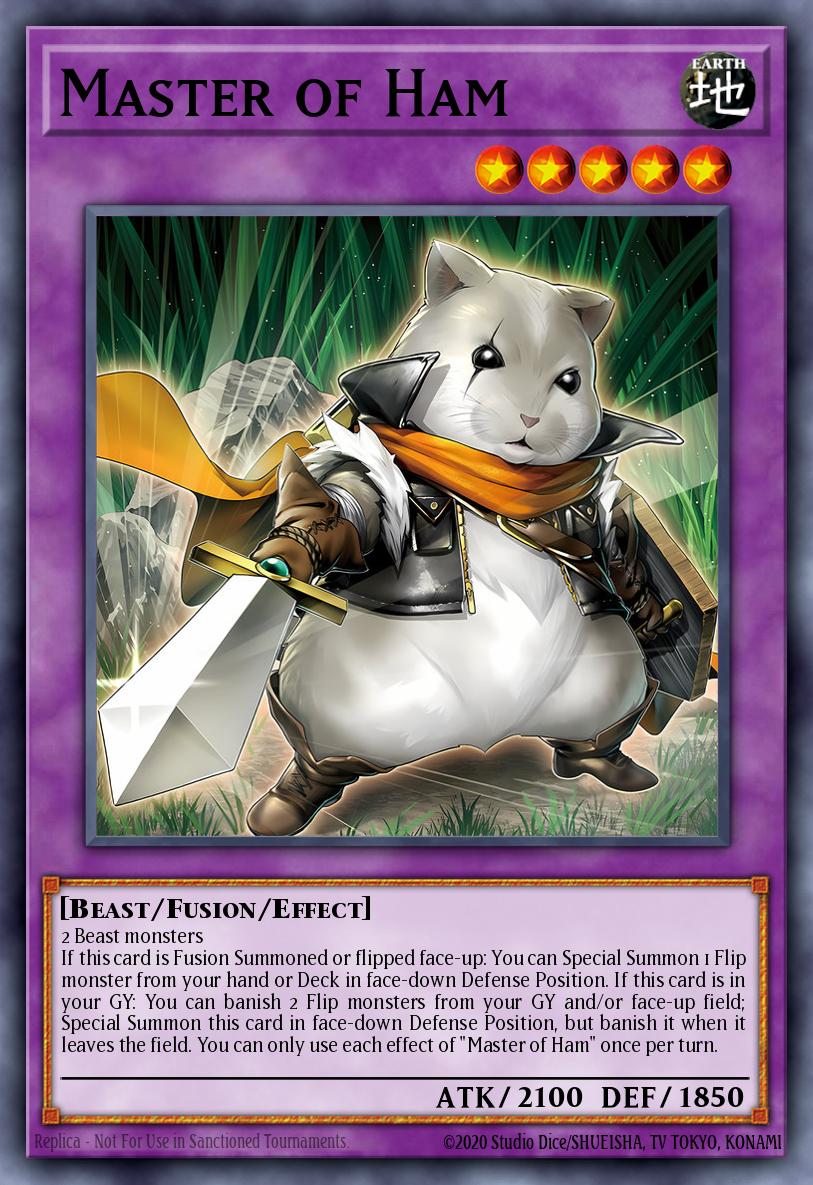 Master of Ham
EARTH
地
[Beast/Fusion/Effect]
2 Beast monsters
If this card is Fusion Summoned or flipped face-up: You can Special Summon 1 Flip
monster from your hand or Deck in face-down Defense Position. If this card is in
your GY: You can banish 2 Flip monsters from your GY and/or face-up field;
Special Summon this card in face-down Defense Position, but banish it when it
leaves the field. You can only use each effect of "Master of Ham" once per turn.
ATK/2100 DEF/1850
Replica - Not For Use in Sanctioned Tournaments.
©2020 Studio Dice/SHUEISHA, TV TOKYO, KONAMI